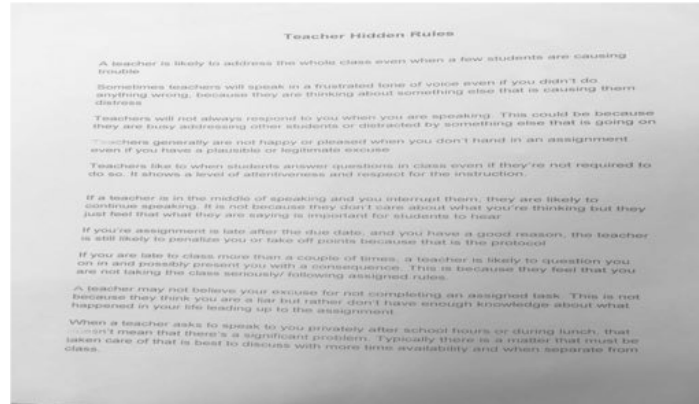 Teacher Hidden Rules
A teacher is likely to address the whole class even when a few students are causing
trouble
Sometimes teachers will speak in a frustrated tone of voice even if you didn't do
anything wrong, because they are thinking about something else that is causing them
distress
Teachers will not always respond to you when you are speaking. This could be because
they are busy addressing other students or distracted by something else that is going on
Teachers generally are not happy or pleased when you don't hand in an assignment
even if you have a plausible or legitimate excuse
Teachers like to when students answer questions in class even if they're not required to
do so. It shows a level of attentiveness and respect for the instruction.
If a teacher is in the middle of speaking and you interrupt them, they are likely to
continue speaking. It is not because they don't care about what you're thinking but they
just feel that what they are saying is important for students to hear
If you're assignment is late after the due date, and you have a good reason, the teacher
is still likely to penalize you or take off points because that is the protocol
If you are late to class more than a couple of times, a teacher is likely to question you
on in and possibly present you with a consequence. This is because they feel that you
are not taking the class seriously/ following assigned rules.
A teacher may not believe your excuse for not completing an assigned task. This is not
because they think you are a liar but rather don't have enough knowledge about what
happened in your life leading up to the assignment
When a teacher asks to speak to you privately after school hours or during lunch, that
mean that there's a significant problem. Typically there is a matter that must be
taken care of that is best to discuss with more time availability and when separate from
class.